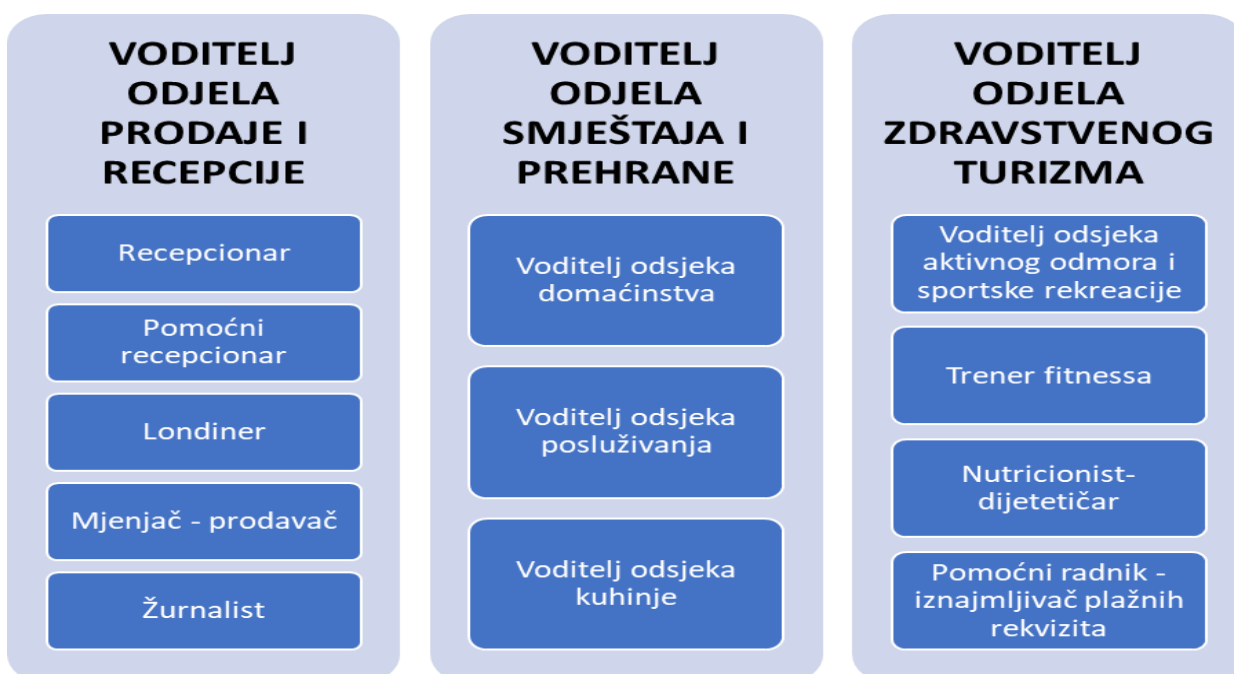 VODITELJ
ODJELA
PRODAJE I
RECEPCIJE
Recepcionar
Pomoćni
recepcionar
Londiner
Mjenjač - prodavač
Žurnalist
VODITELJ
ODJELA
SMJEŠTAJA I
PREHRANE
Voditelj odsjeka
domaćinstva
Voditelj odsjeka
posluživanja
Voditelj odsjeka
kuhinje
VODITELJ
ODJELA
ZDRAVSTVENOG
TURIZMA
Voditelj odsjeka
aktivnog odmora i
sportske rekreacije
Trener fitnessa
Nutricionist-
dijetetičar
Pomoćni radnik -
iznajmljivač plažnih
rekvizita